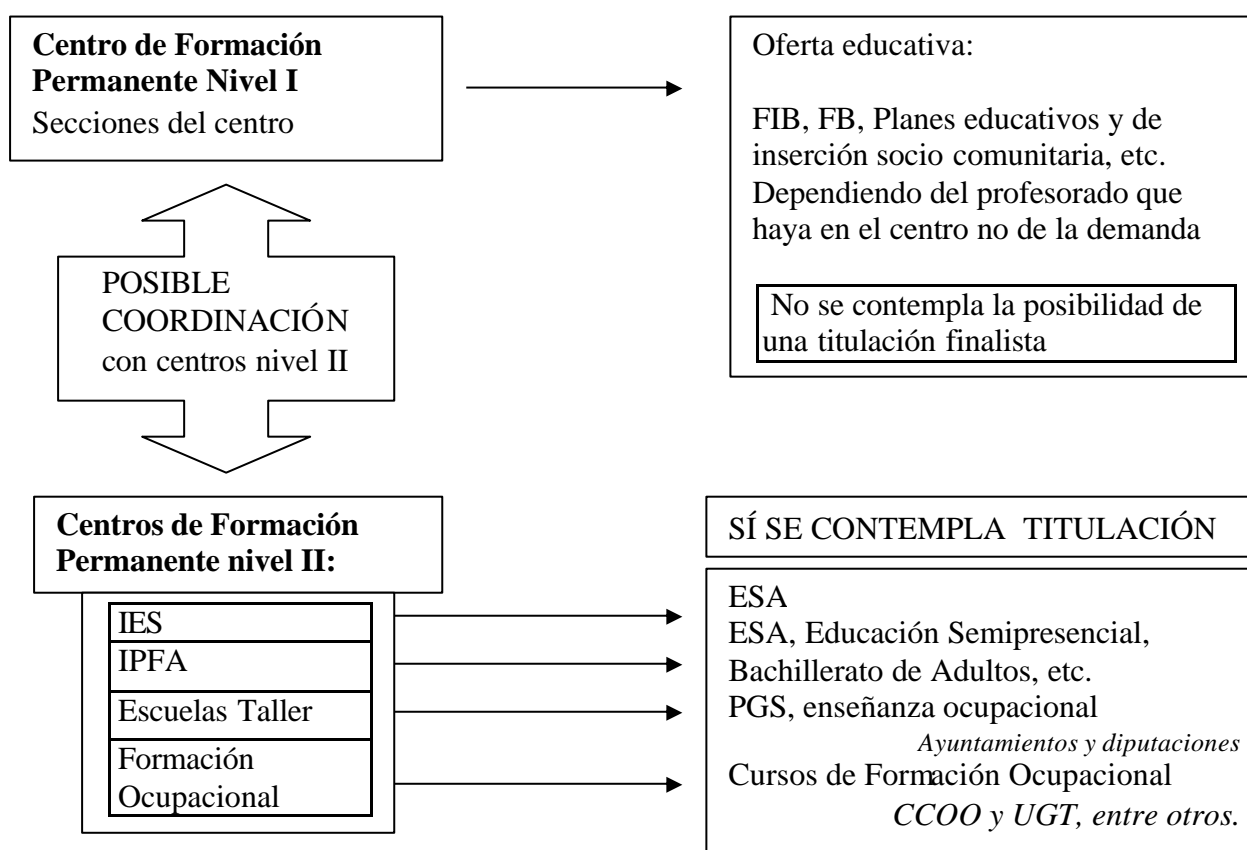 Centro de Formación
Permanente Nivel I
Secciones del centro
Oferta educativa:
FIB, FB, Planes educativos y de
inserción socio comunitaria, etc.
Dependiendo del profesorado que
haya en el centro no de la demanda
No se contempla la posibilidad de
una titulación finalista
POSIBLE
COORDINACIÓN
con centros nivel II
Centros de Formación
Permanente nivel II:
IES
IPFA
Escuelas Taller
Formación
Ocupacional
SÍ SE CONTEMPLA TITULACIÓN
ESA
ESA, Educación Semipresencial,
Bachillerato de Adultos, etc.
PGS, enseñanza ocupacional
Ayuntamientos y diputaciones
Cursos de Formación Ocupacional
CCOO y UGT, entre otros.